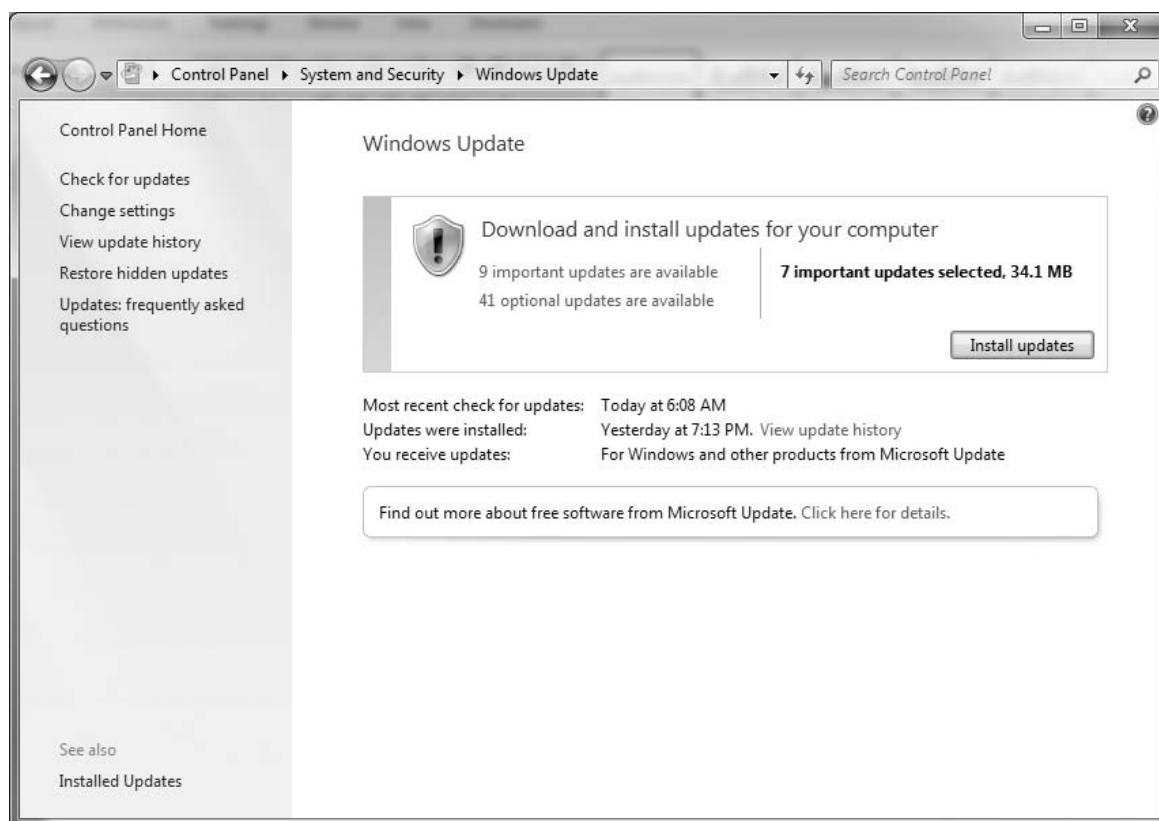 Control Panel System and Security Windows Update
Search Control Panel
Control Panel Home
Check for updates
Change settings
View update history
Restore hidden updates
Updates: frequently asked
questions
Windows Update
Download and install updates for your computer
9 important updates are available
7 important updates selected, 34.1 MB
41 optional updates are available
Install updates
Most recent check for updates: Today at 6:08 AM
Updates were installed: Yesterday at 7:13 PM. View update history
You receive updates: For Windows and other products from Microsoft Update
Find out more about free software from Microsoft Update. Click here for details.
See also
Installed Updates